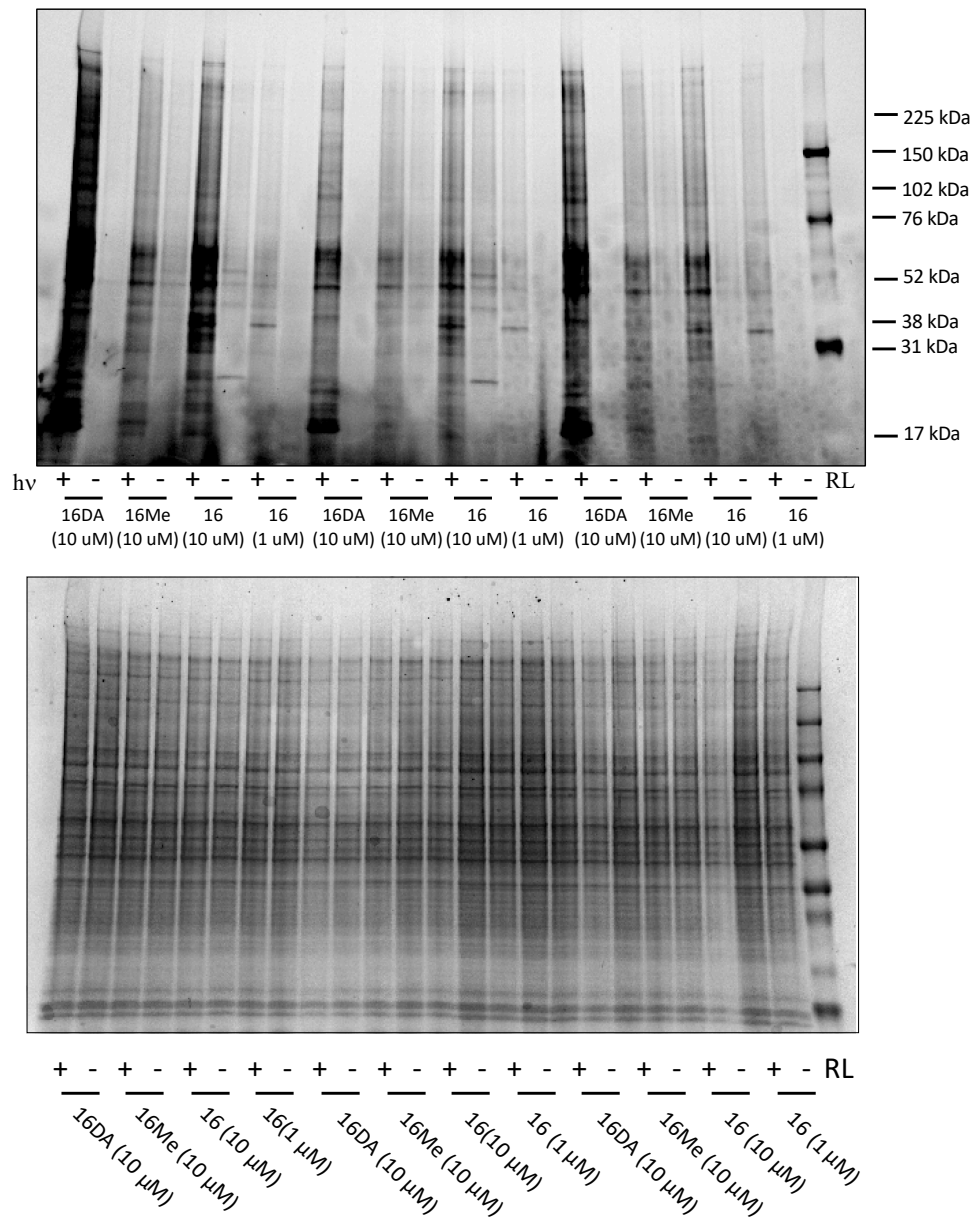 225 kDa
150 kDa
102 kDa
76 kDa
52 kDa
38 kDa
31 kDa
17 kDa
hν + - + - + - + - + - + - + - + - + - + - + - + - RL
16DA 16Me 16 16 16DA 16Me 16 16 16DA 16Me 16 16
(10 uM) (10 uM) (10 uM) (1 uM) (10 uM) (10 uM) (10 uM) (1 uM) (10 uM) (10 uM) (10 uM) (1 uM)
+ - + - + - + - + - + - + - + - + - + - + - + - RL
16DA (10 µM)
16Me (10 µM)
16 (10 µM)
16(1 µM)
16DA (10 µM)
16Me (10 µM)
16(10 µM)
16 (1 µM)
16DA (10 µM)
16Me (10 µM)
16 (10 µM)
16 (1 µM)